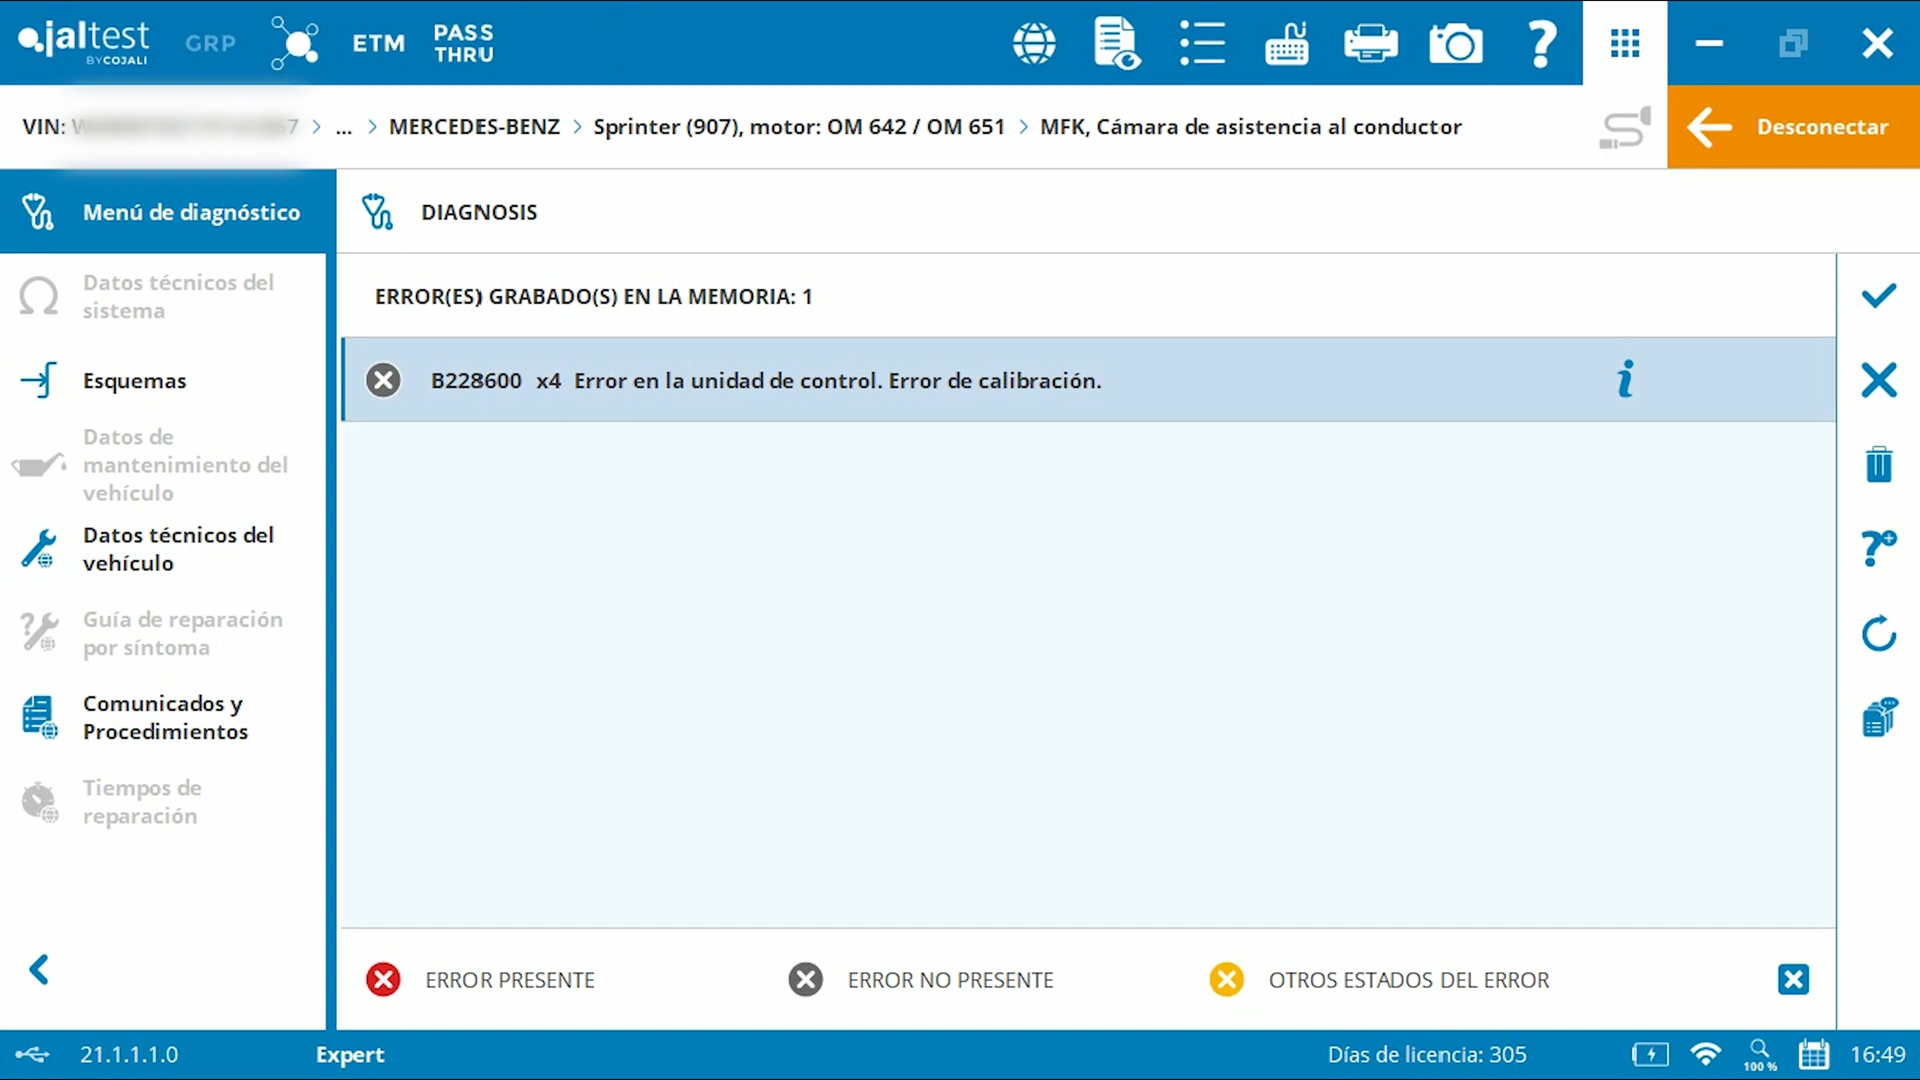 jaltest
BY COJALI
GRP
ETM
PASS
THRU
VIN: > ... > MERCEDES-BENZ > Sprinter (907), motor: OM 642 / OM 651 > MFK, Cámara de asistencia al conductor
Desconectar
Menú de diagnóstico
DIAGNOSIS
Datos técnicos del
sistema
Esquemas
Datos de
mantenimiento del
vehículo
Datos técnicos del
vehículo
Guía de reparación
por síntoma
Comunicados y
Procedimientos
Tiempos de
reparación
ERROR(ES) GRABADO(S) EN LA MEMORIA: 1
B228600 x4 Error en la unidad de control. Error de calibración.
ERROR PRESENTE
ERROR NO PRESENTE
OTROS ESTADOS DEL ERROR
21.1.1.1.0
Expert
Días de licencia: 305
100 %
16:49